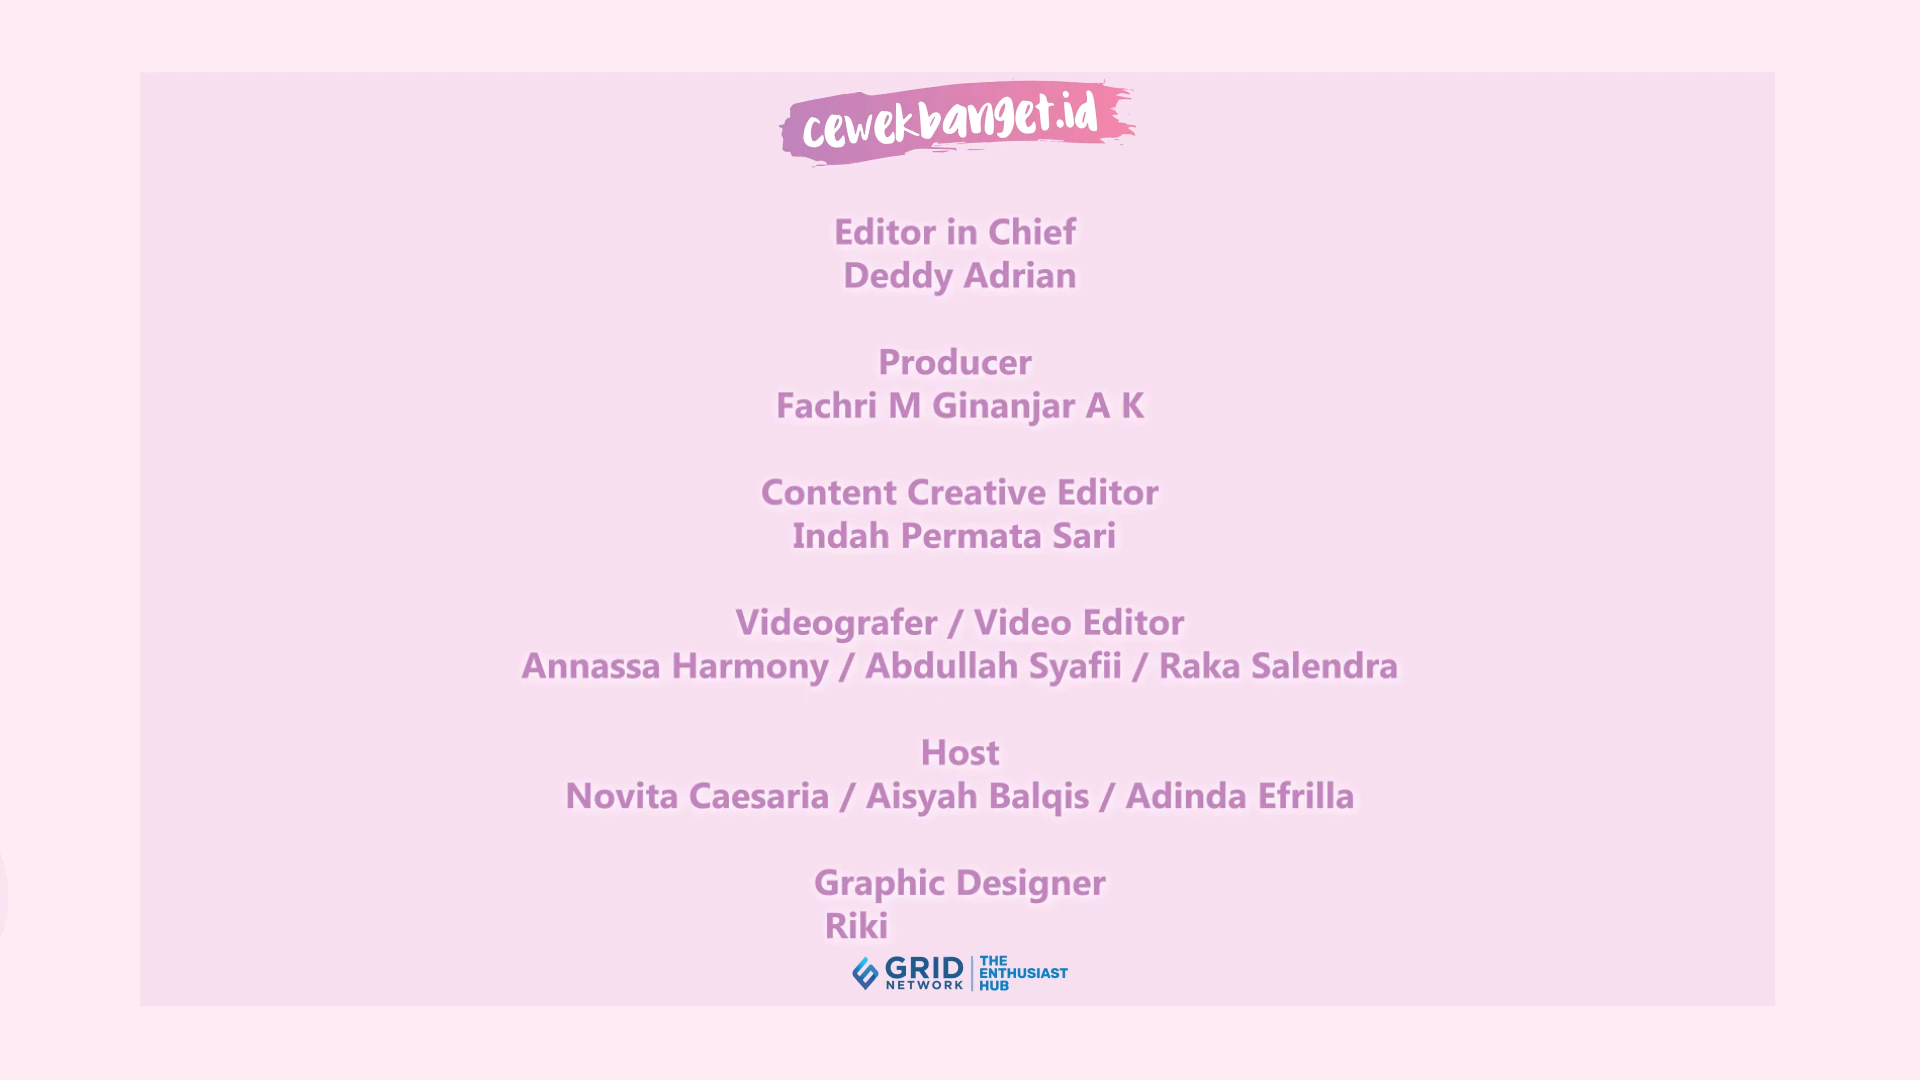 cewekbanget.id
Editor in Chief
Deddy Adrian
Producer
Fachri M Ginanjar A K
Content Creative Editor
Indah Permata Sari
Videografer / Video Editor
Annassa Harmony / Abdullah Syafii / Raka Salendra
Host
Novita Caesaria / Aisyah Balqis / Adinda Efrilla
Graphic Designer
Riki
GRID
NETWORK
THE
ENTHUSIAST
HUB